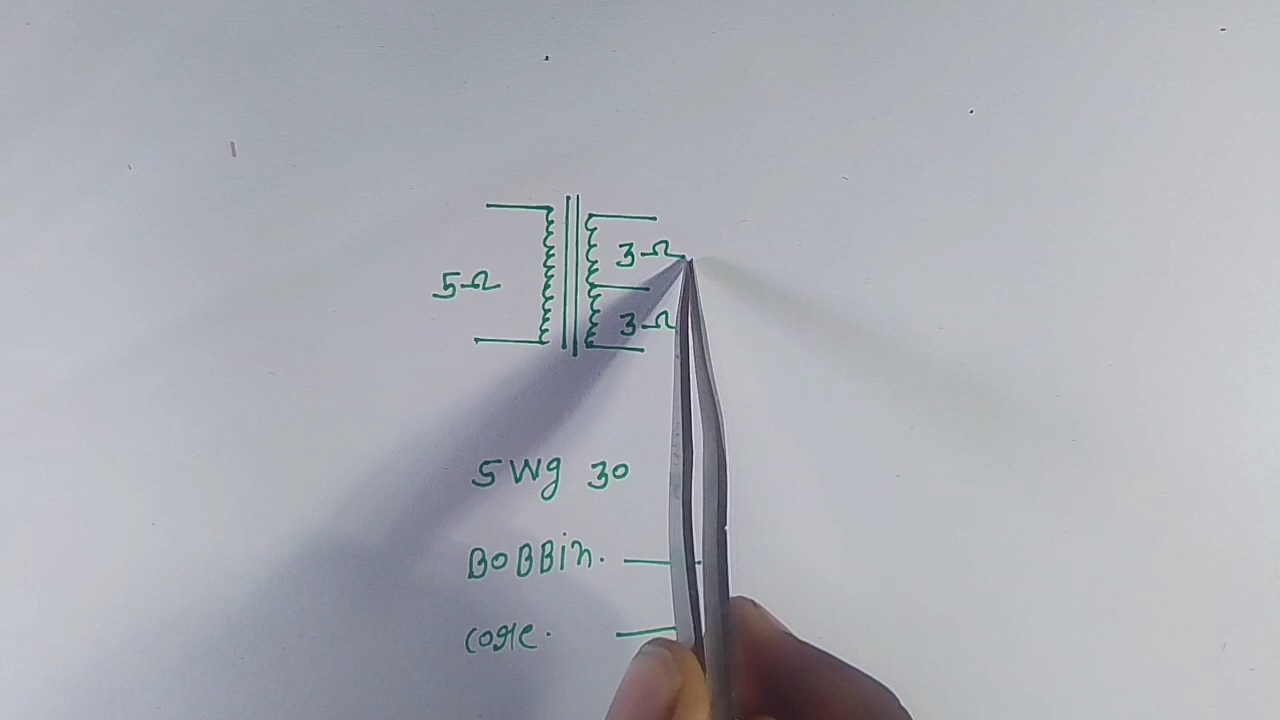 3Ω
5Ω
3Ω
SWg 30
BOBBin.
core.